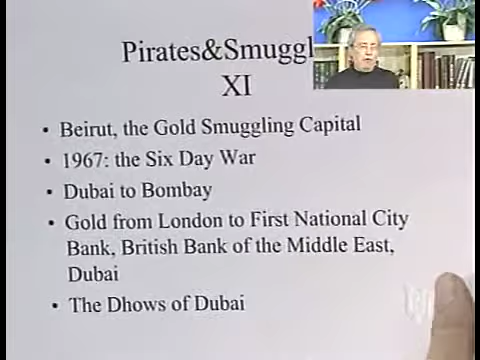 Pirates&Smuggl
XI
• Beirut, the Gold Smuggling Capital
• 1967: the Six Day War
• Dubai to Bombay
• Gold from London to First National City
Bank, British Bank of the Middle East,
Dubai
• The Dhows of Dubai